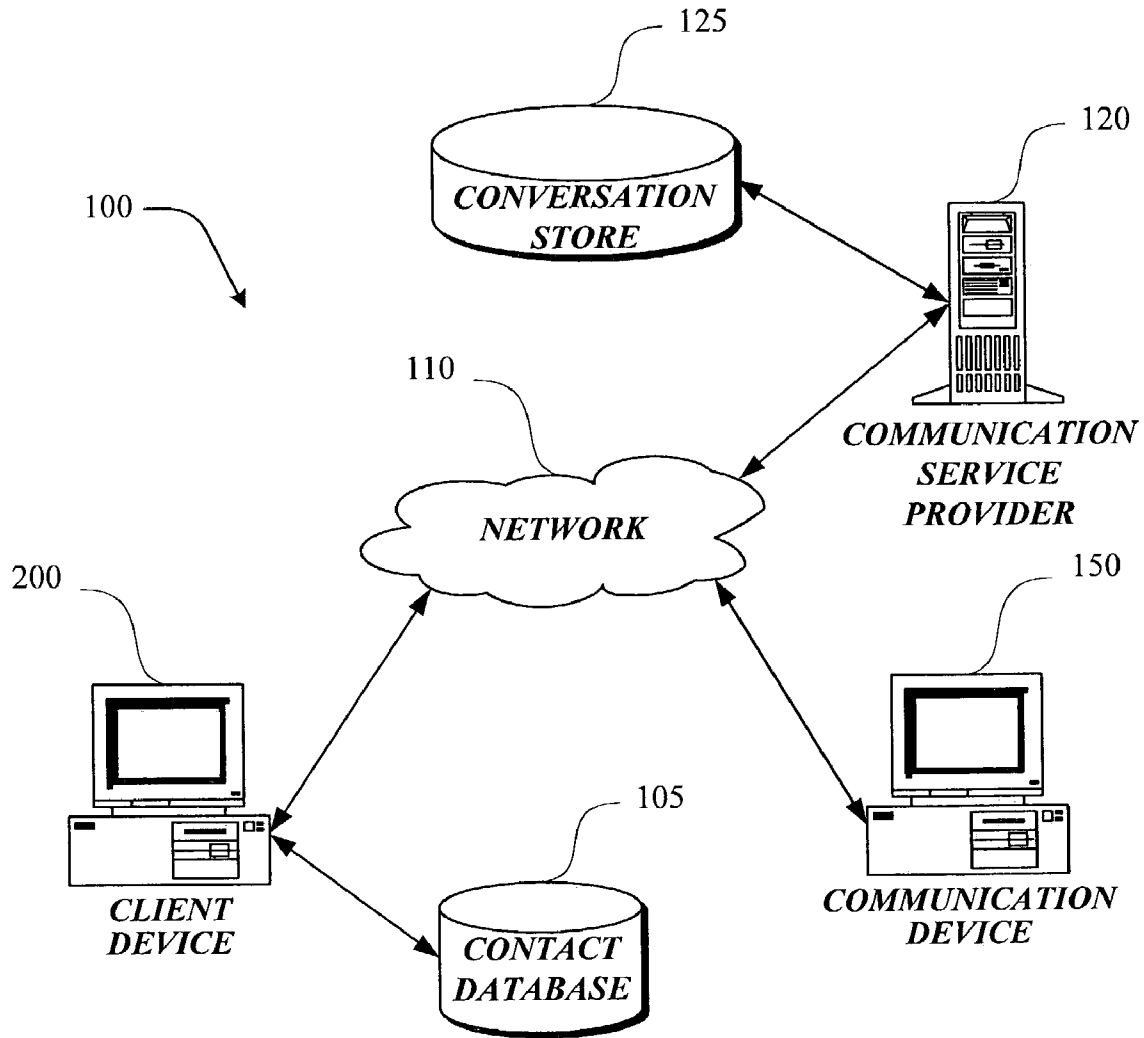 125
CONVERSATION
STORE
120
100
COMMUNICATION
SERVICE
PROVIDER
110
NETWORK
200
CLIENT
DEVICE
150
COMMUNICATION
DEVICE
105
CONTACT
DATABASE